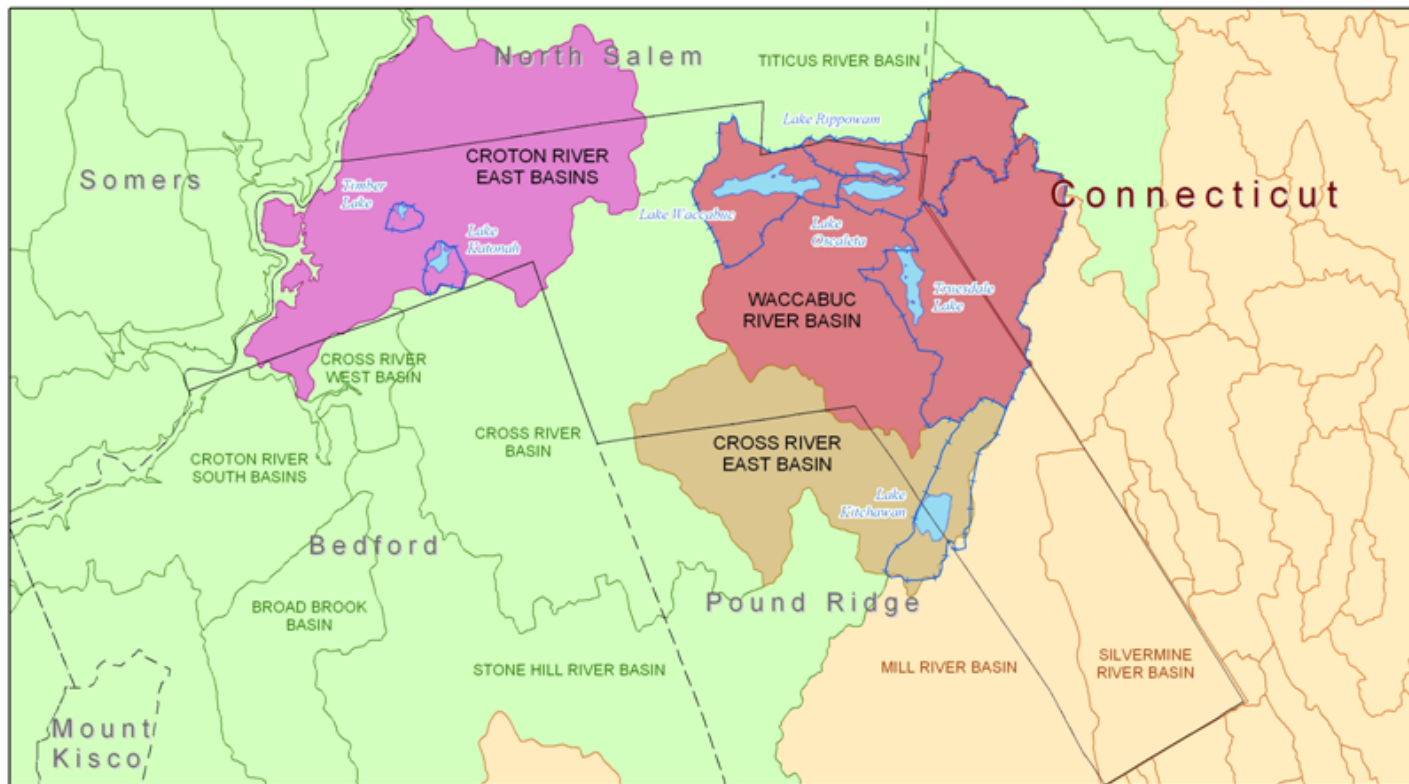 North Salem
TITICUS RIVER BASIN
Lake Rippowam
CROTON RIVER
EAST BASINS
Somers
Timber
Lake
Connecticut
Lake Waccabuc
Lake
Oscaleta
Lake
Katonah
Truesdale
Lake
WACCABUC
RIVER BASIN
CROSS RIVER
WEST BASIN
CROSS RIVER
BASIN
CROSS RIVER
EAST BASIN
CROTON RIVER
SOUTH BASINS
Lake
Kitchawan
Bedford
Pound Ridge
BROAD BROOK
BASIN
STONE HILL RIVER BASIN
MILL RIVER BASIN
SILVERMINE
RIVER BASIN
Mount
Kisco